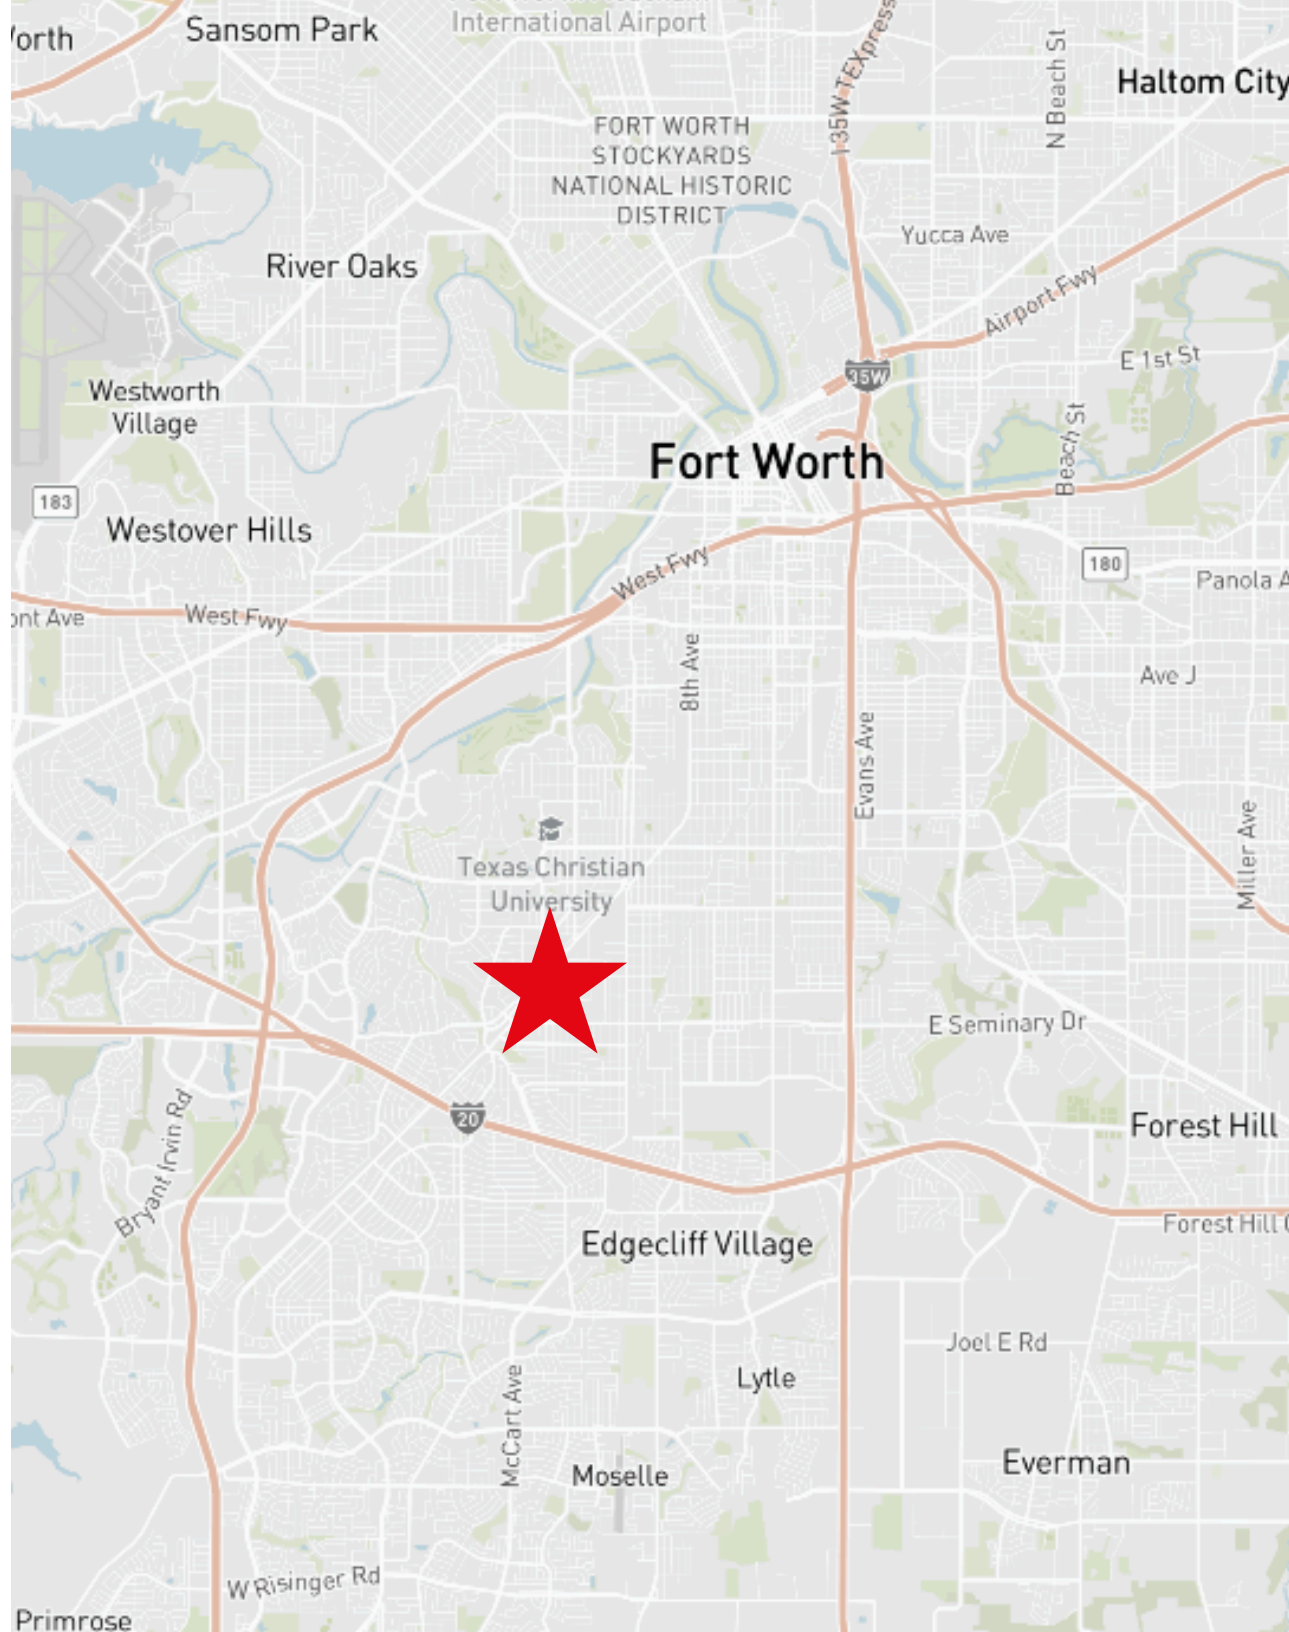 International Airport
Sansom Park
orth
I 35W TEXpress
N Beach St
Haltom City
FORT WORTH
STOCKYARDS
NATIONAL HISTORIC
DISTRICT
Yucca Ave
River Oaks
Airport Fwy
E 1st St
35W
Westworth
Village
Beach St
Fort Worth
183
Westover Hills
180
West Fwy
Panola A
ont Ave
West Fwy
8th Ave
Ave J
Evans Ave
Miller Ave
Texas Christian
University
E Seminary Dr
20
Forest Hill
Bryant Irvin Rd
Forest Hill
Edgecliff Village
Joel E Rd
Lytle
McCart Ave
Everman
Moselle
W Risinger Rd
Primrose